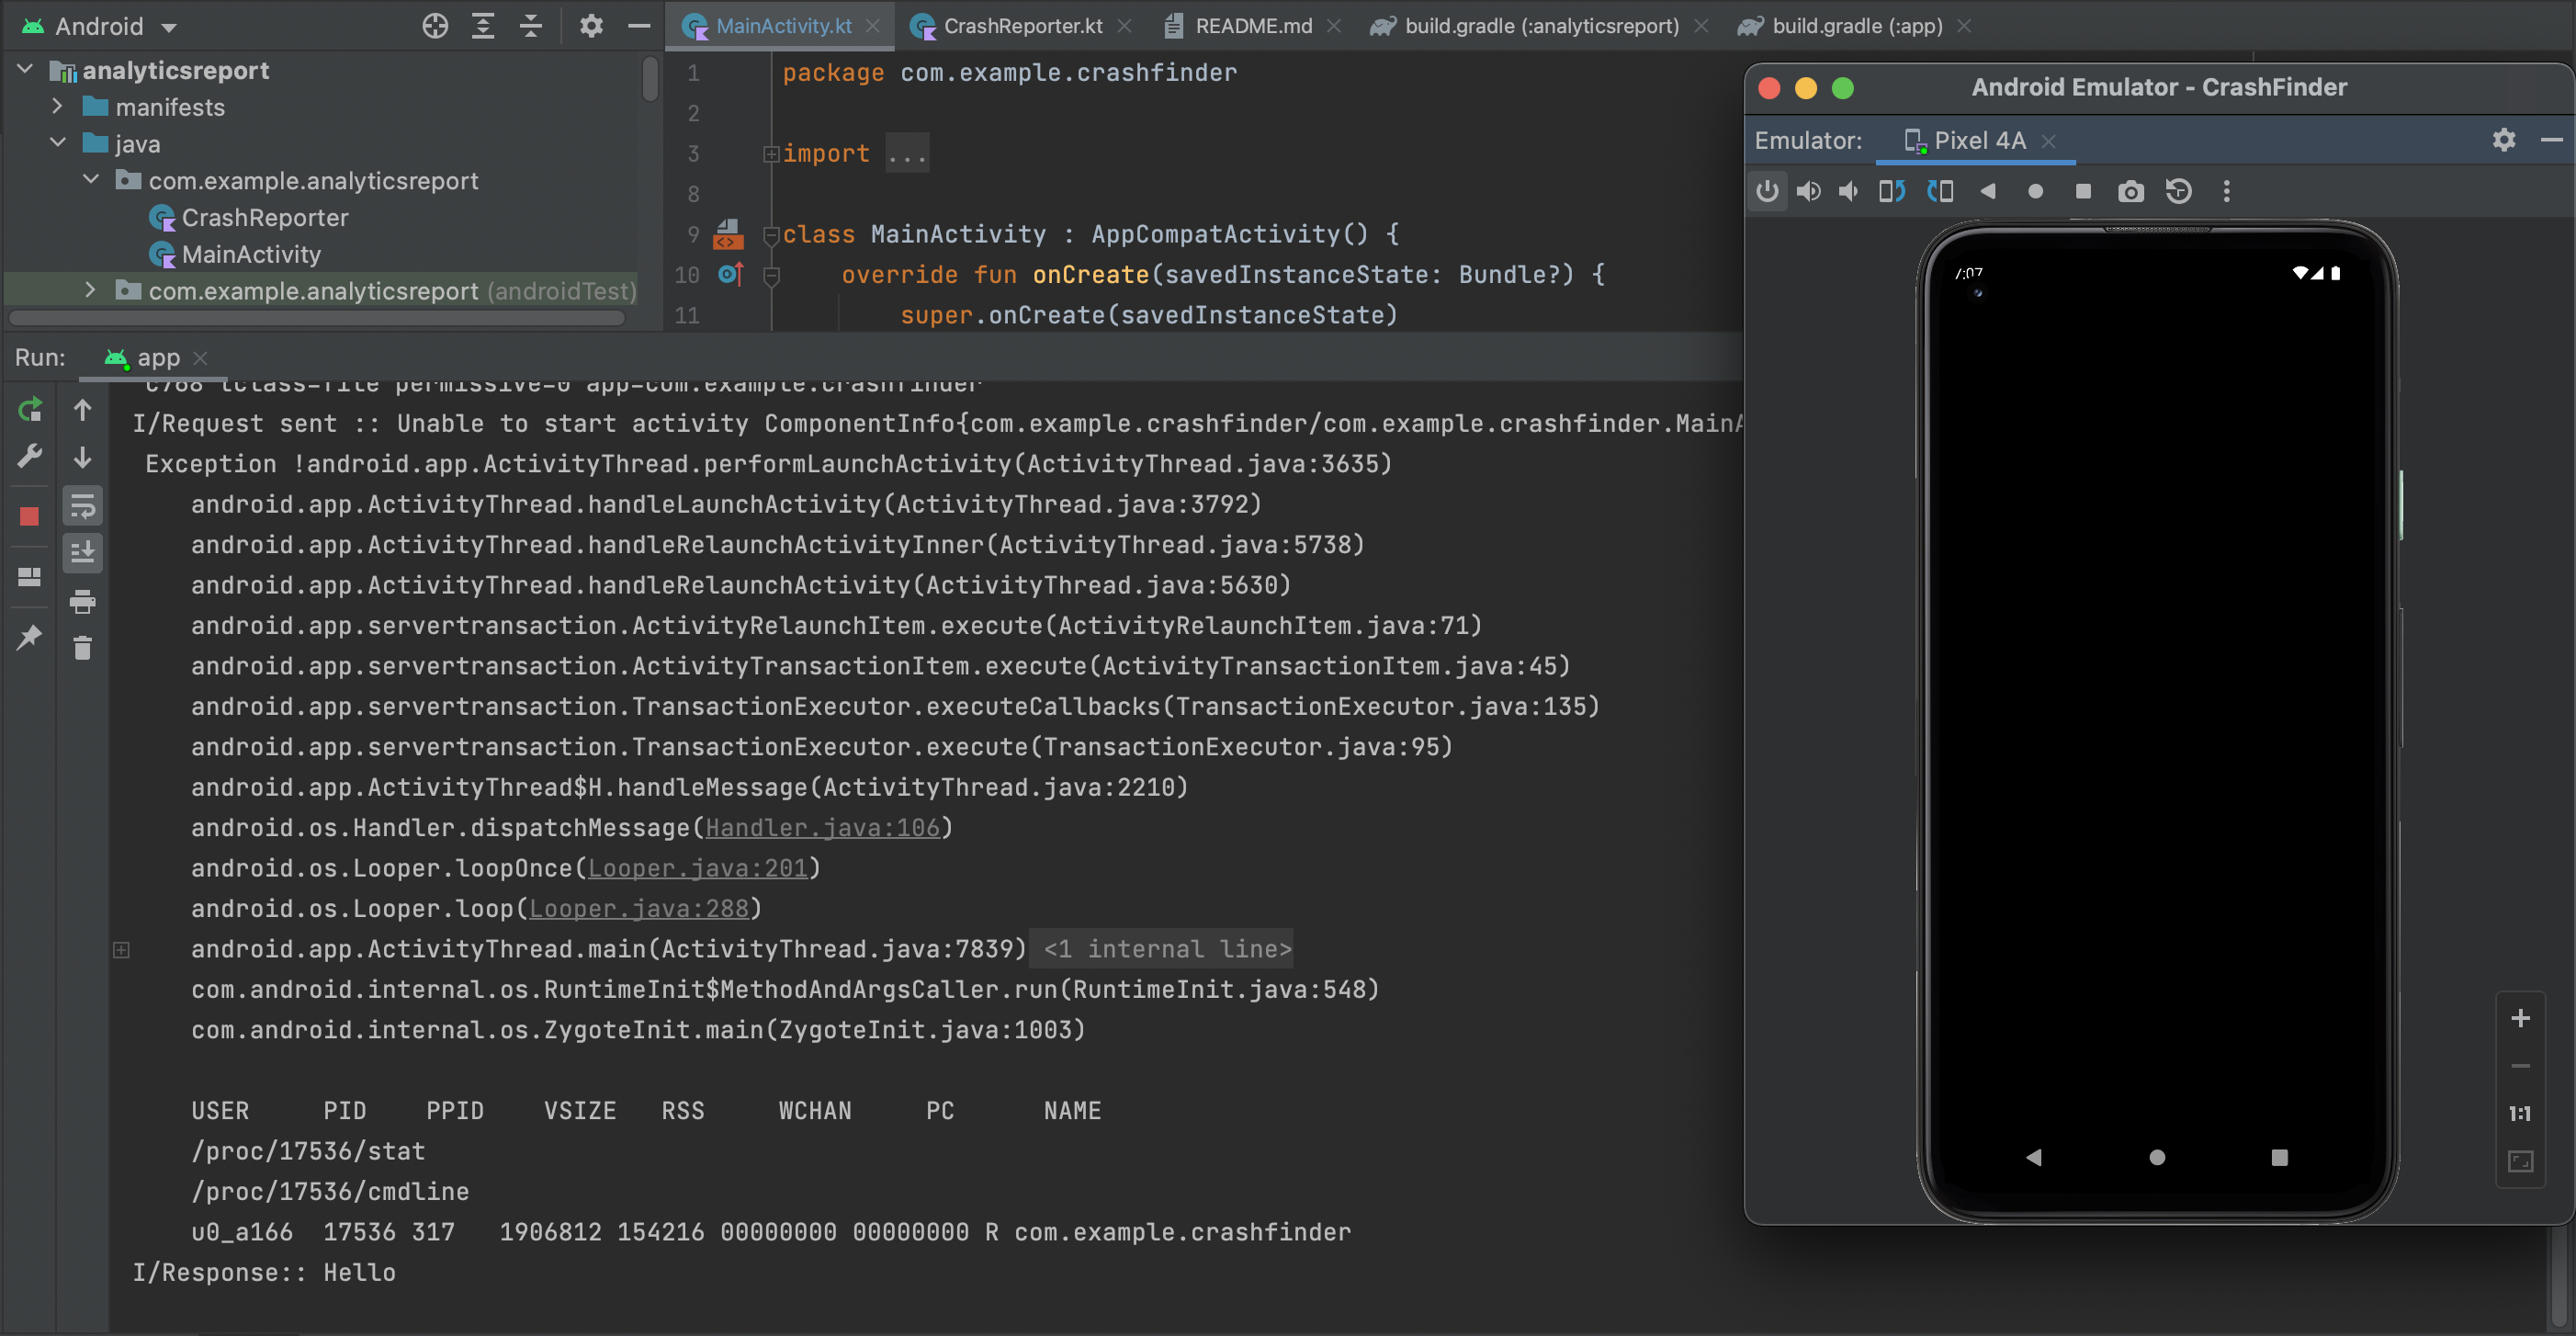 Android
analyticsreport
manifests
java
com.example.analyticsreport
CrashReporter
MainActivity
com.example.analyticsreport (androidTest)
MainActivity.kt
CrashReporter.kt
README.md
build.gradle (:analyticsreport)
build.gradle (:app)
1 package com.example.crashfinder
2
3 import ...
8
9 class MainActivity : AppCompatActivity() {
10 override fun onCreate(savedInstanceState: Bundle?) {
11 super.onCreate(savedInstanceState)
Run: app
c768 tclass=file permissive=0 app=com.example.crashfinder
I/Request sent :: Unable to start activity ComponentInfo{com.example.crashfinder/com.example.crashfinder.MainA
Exception !android.app.ActivityThread.performLaunchActivity(ActivityThread.java:3635)
android.app.ActivityThread.handleLaunchActivity(ActivityThread.java:3792)
android.app.ActivityThread.handleRelaunchActivityInner(ActivityThread.java:5738)
android.app.ActivityThread.handleRelaunchActivity(ActivityThread.java:5630)
android.app.servertransaction.ActivityRelaunchItem.execute(ActivityRelaunchItem.java:71)
android.app.servertransaction.ActivityTransactionItem.execute(ActivityTransactionItem.java:45)
android.app.servertransaction.TransactionExecutor.executeCallbacks(TransactionExecutor.java:135)
android.app.servertransaction.TransactionExecutor.execute(TransactionExecutor.java:95)
android.app.ActivityThread$H.handleMessage(ActivityThread.java:2210)
android.os.Handler.dispatchMessage(Handler.java:106)
android.os.Looper.loopOnce(Looper.java:201)
android.os.Looper.loop(Looper.java:288)
android.app.ActivityThread.main(ActivityThread.java:7839) <1 internal line>
com.android.internal.os.RuntimeInit$MethodAndArgsCaller.run(RuntimeInit.java:548)
com.android.internal.os.ZygoteInit.main(ZygoteInit.java:1003)
USER PID PPID VSIZE RSS WCHAN PC NAME
/proc/17536/stat
/proc/17536/cmdline
u0_a166 17536 317 1906812 154216 00000000 00000000 R com.example.crashfinder
I/Response:: Hello
Android Emulator - CrashFinder
Emulator: Pixel 4A
7:07
1:1